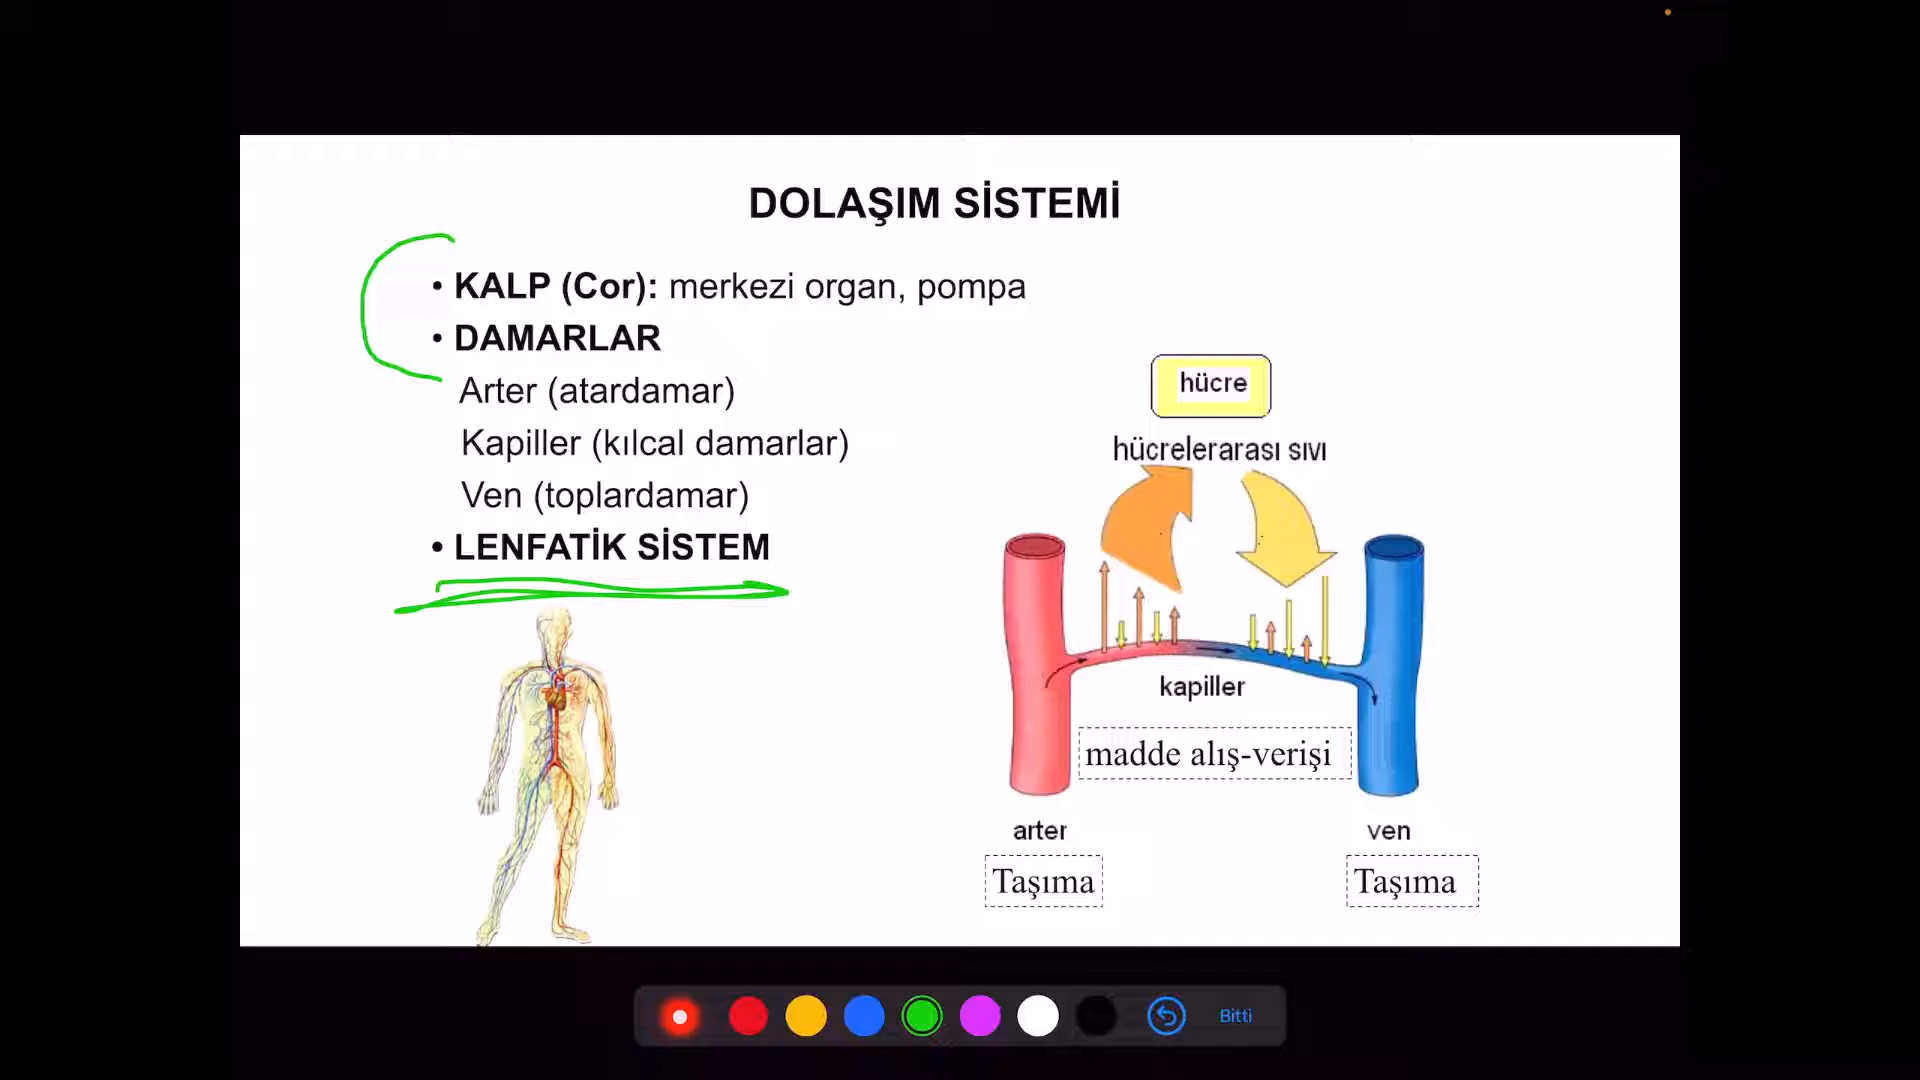 DOLAŞIM SİSTEMİ
• KALP (Cor): merkezi organ, pompa
• DAMARLAR
Arter (atardamar)
Kapiller (kılcal damarlar)
Ven (toplardamar)
• LENFATİK SİSTEM
hücre
hücrelerarası sıvı
kapiller
madde alış-verişi
arter
ven
Taşıma
Taşıma
Bitti